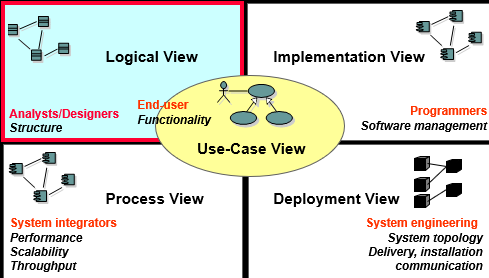 Logical View
Implementation View
Analysts/Designers
Structure
End-user
Functionality
Programmers
Software management
Use-Case View
Process View
Deployment View
System integrators
Performance
Scalability
Throughput
System engineering
System topology
Delivery, installation
communication